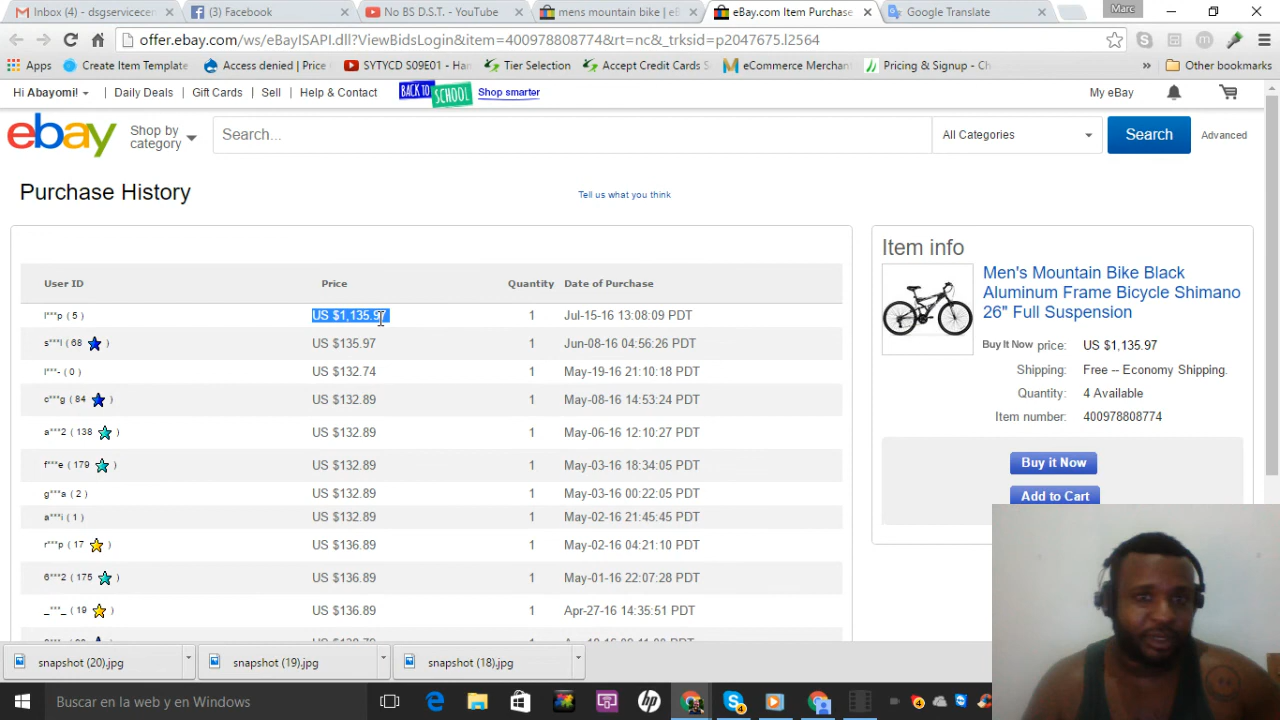 Inbox (4) - dsgservicecen
(3) Facebook
No BS D.S.T. - YouTube
mens mountain bike | eB
eBay.com Item Purchase
Google Translate
Marc
offer.ebay.com/ws/eBayISAPI.dll?ViewBidsLogin&item=400978808774&rt=nc&_trksid=p2047675.l2564
Apps
Create Item Template
Access denied | Price
SYTYCD S09E01 - Han
Tier Selection
Accept Credit Cards S
eCommerce Merchan
Pricing & Signup - Ch
»
Other bookmarks
Hi Abayomi!
Daily Deals
Gift Cards
Sell
Help & Contact
BACK TO SCHOOL
Shop smarter
My eBay
ebay
Shop by category
Search...
All Categories
Search
Advanced
Purchase History
Tell us what you think
User ID Price Quantity Date of Purchase
l***p ( 5 ) US $1,135.97 1 Jul-15-16 13:08:09 PDT
s***l ( 68 ) US $135.97 1 Jun-08-16 04:56:26 PDT
l***- ( 0 ) US $132.74 1 May-19-16 21:10:18 PDT
c***g ( 84 ) US $132.89 1 May-08-16 14:53:24 PDT
a***2 ( 138 ) US $132.89 1 May-06-16 12:10:27 PDT
f***e ( 179 ) US $132.89 1 May-03-16 18:34:05 PDT
g***a ( 2 ) US $132.89 1 May-03-16 00:22:05 PDT
a***i ( 1 ) US $132.89 1 May-02-16 21:45:45 PDT
r***p ( 17 ) US $136.89 1 May-02-16 04:21:10 PDT
6***2 ( 175 ) US $136.89 1 May-01-16 22:07:28 PDT
_***_ ( 19 ) US $136.89 1 Apr-27-16 14:35:51 PDT
Item info
Men's Mountain Bike Black
Aluminum Frame Bicycle Shimano
26" Full Suspension
Buy It Now price: US $1,135.97
Shipping: Free -- Economy Shipping.
Quantity: 4 Available
Item number: 400978808774
Buy it Now
Add to Cart
snapshot (20).jpg
snapshot (19).jpg
snapshot (18).jpg
Buscar en la web y en Windows